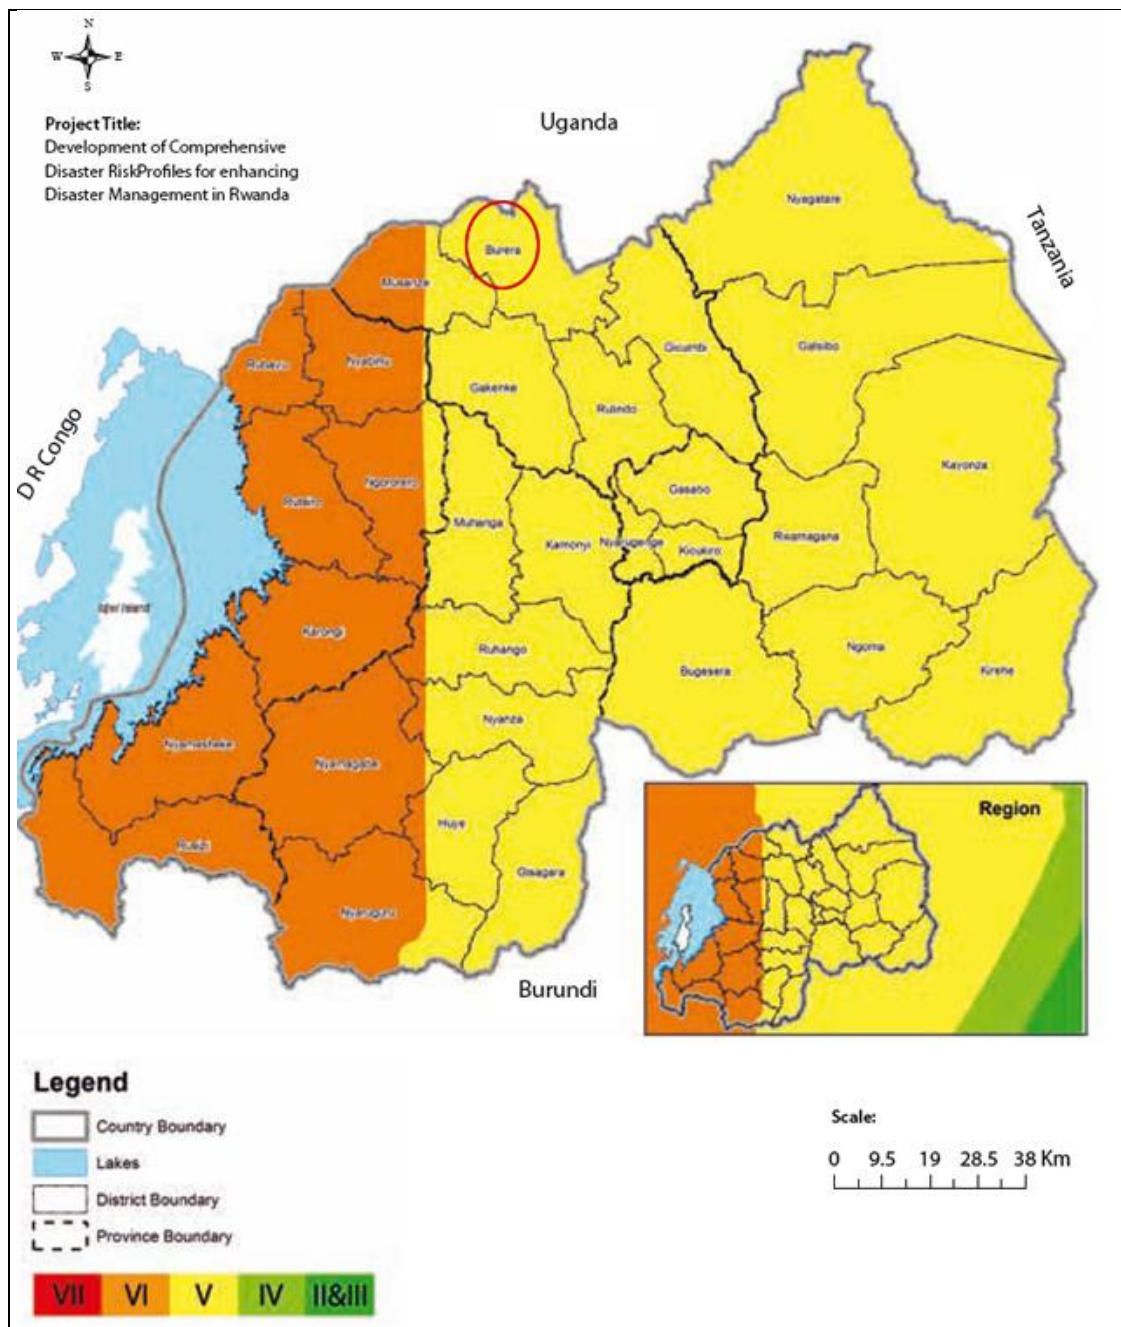 N
W E
S
Project Title:
Development of Comprehensive
Disaster RiskProfiles for enhancing
Disaster Management in Rwanda
Uganda
Tanzania
D R Congo
Burundi
Nyagatare
Burera
Musanze
Gicumbi
Gatsibo
Rubavu
Nyabihu
Gakenke
Rulindo
Kayonza
Rutsiro
Ngororero
Muhanga
Kamonyi
Gasabo
Nyarugenge
Kicukiro
Rwamagana
Idjwi Island
Karongi
Ruhango
Bugesera
Ngoma
Kirehe
Nyamasheke
Nyamagabe
Nyanza
Rusizi
Huye
Gisagara
Nyaruguru
Region
Legend
Country Boundary
Lakes
District Boundary
Province Boundary
VII VI V IV II&III
Scale:
0 9.5 19 28.5 38 Km